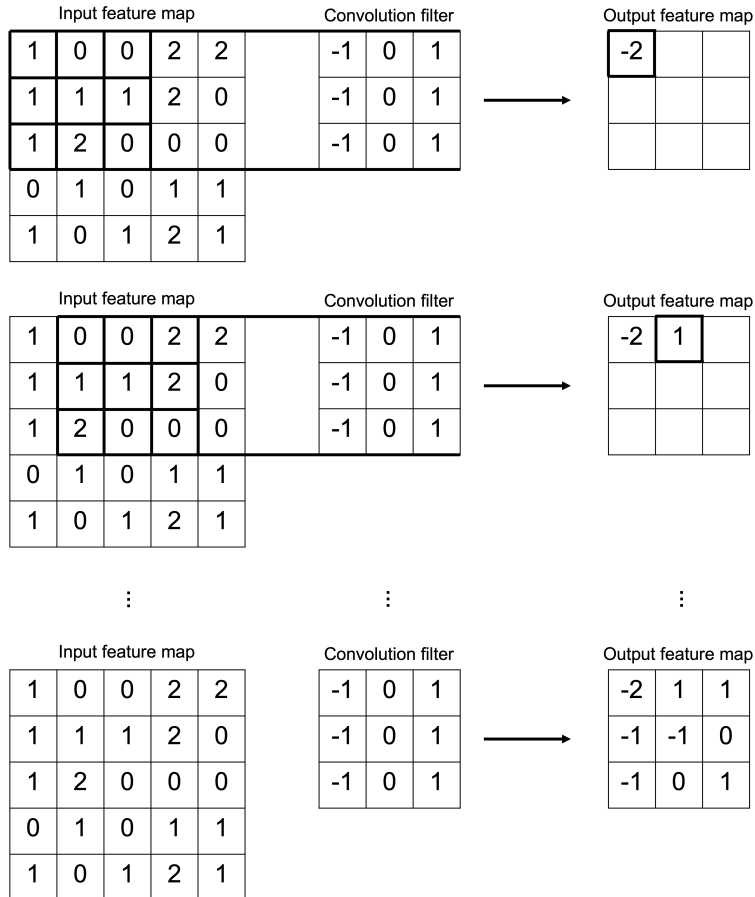 Input feature map Convolution filter Output feature map
1 0 0 2 2 -1 0 1 -2
1 1 1 2 0 -1 0 1
1 2 0 0 0 -1 0 1
0 1 0 1 1
1 0 1 2 1
Input feature map Convolution filter Output feature map
1 0 0 2 2 -1 0 1 -2 1
1 1 1 2 0 -1 0 1
1 2 0 0 0 -1 0 1
0 1 0 1 1
1 0 1 2 1
⋮ ⋮ ⋮
Input feature map Convolution filter Output feature map
1 0 0 2 2 -1 0 1 -2 1 1
1 1 1 2 0 -1 0 1 -1 -1 0
1 2 0 0 0 -1 0 1 -1 0 1
0 1 0 1 1
1 0 1 2 1